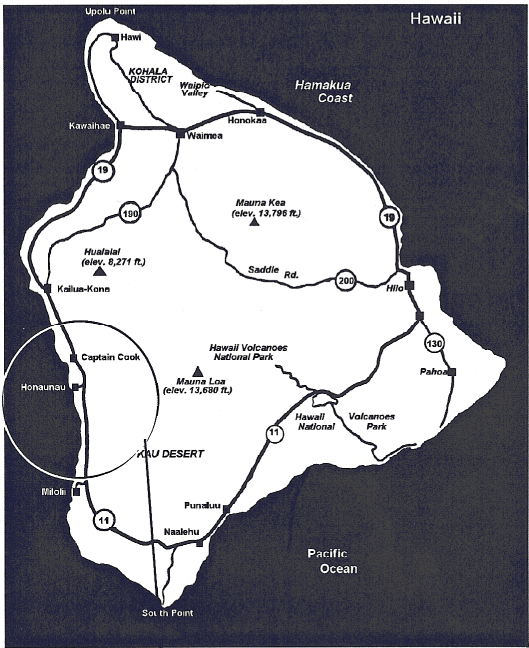 Upolu Point
Hawaii
Hawi
KOHALA
DISTRICT
Waipio
Valley
Hamakua
Coast
Kawaihae
Honokaa
Waimea
19
190
Mauna Kea
(elev. 13,796 ft.)
19
Hualalai
(elev. 8,271 ft.)
Saddle Rd.
200
Hilo
Kailua-Kona
130
Captain Cook
Hawaii Volcanoes
National Park
Pahoa
Honaunau
Mauna Loa
(elev. 13,680 ft.)
Hawaii
National
Volcanoes
Park
11
KAU DESERT
Milolii
Punaluu
11
Naalehu
Pacific
Ocean
South Point